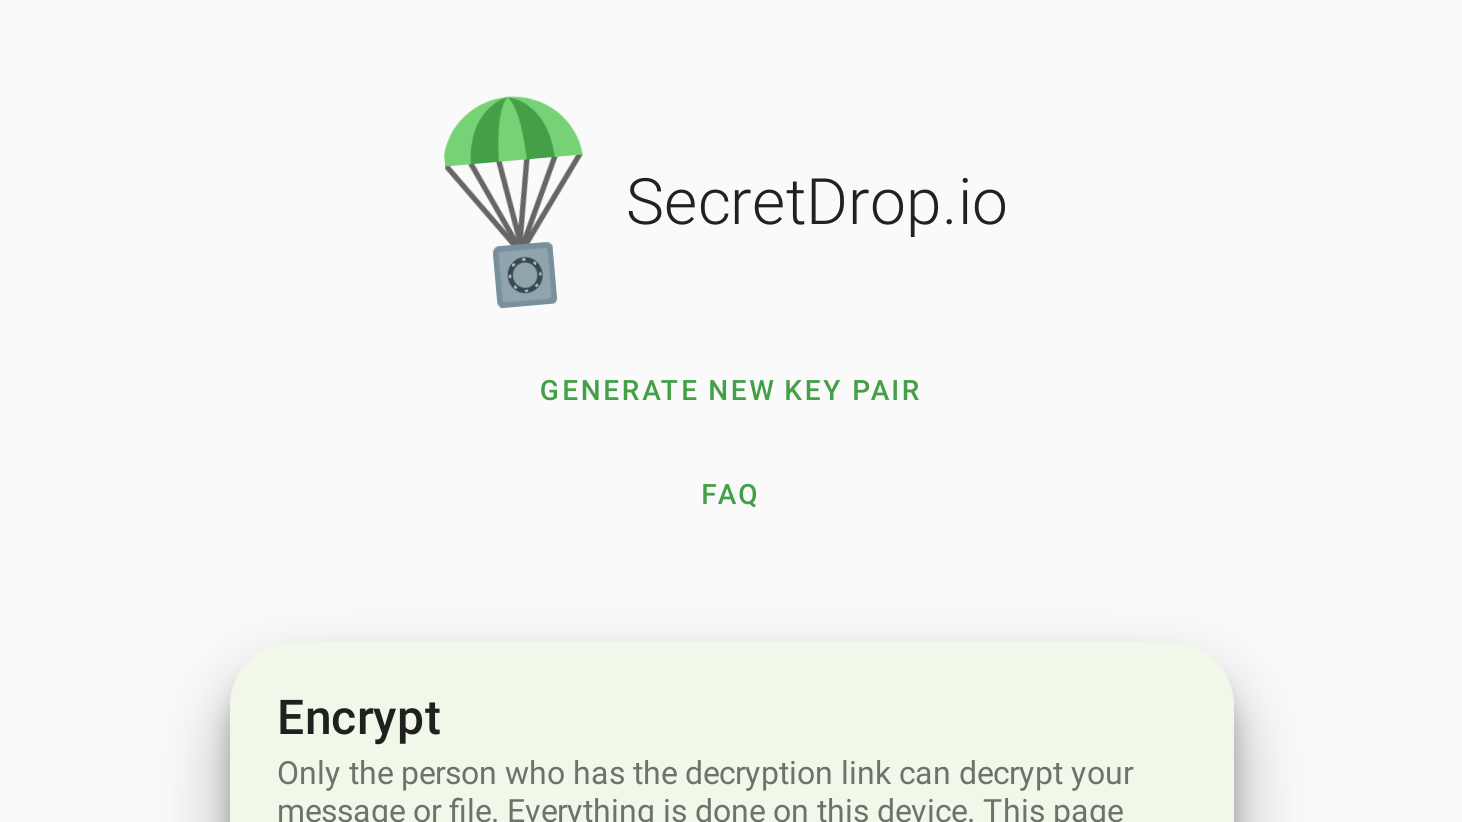 SecretDrop.io
GENERATE NEW KEY PAIR
FAQ
Encrypt
Only the person who has the decryption link can decrypt your
message or file. Everything is done on this device. This page